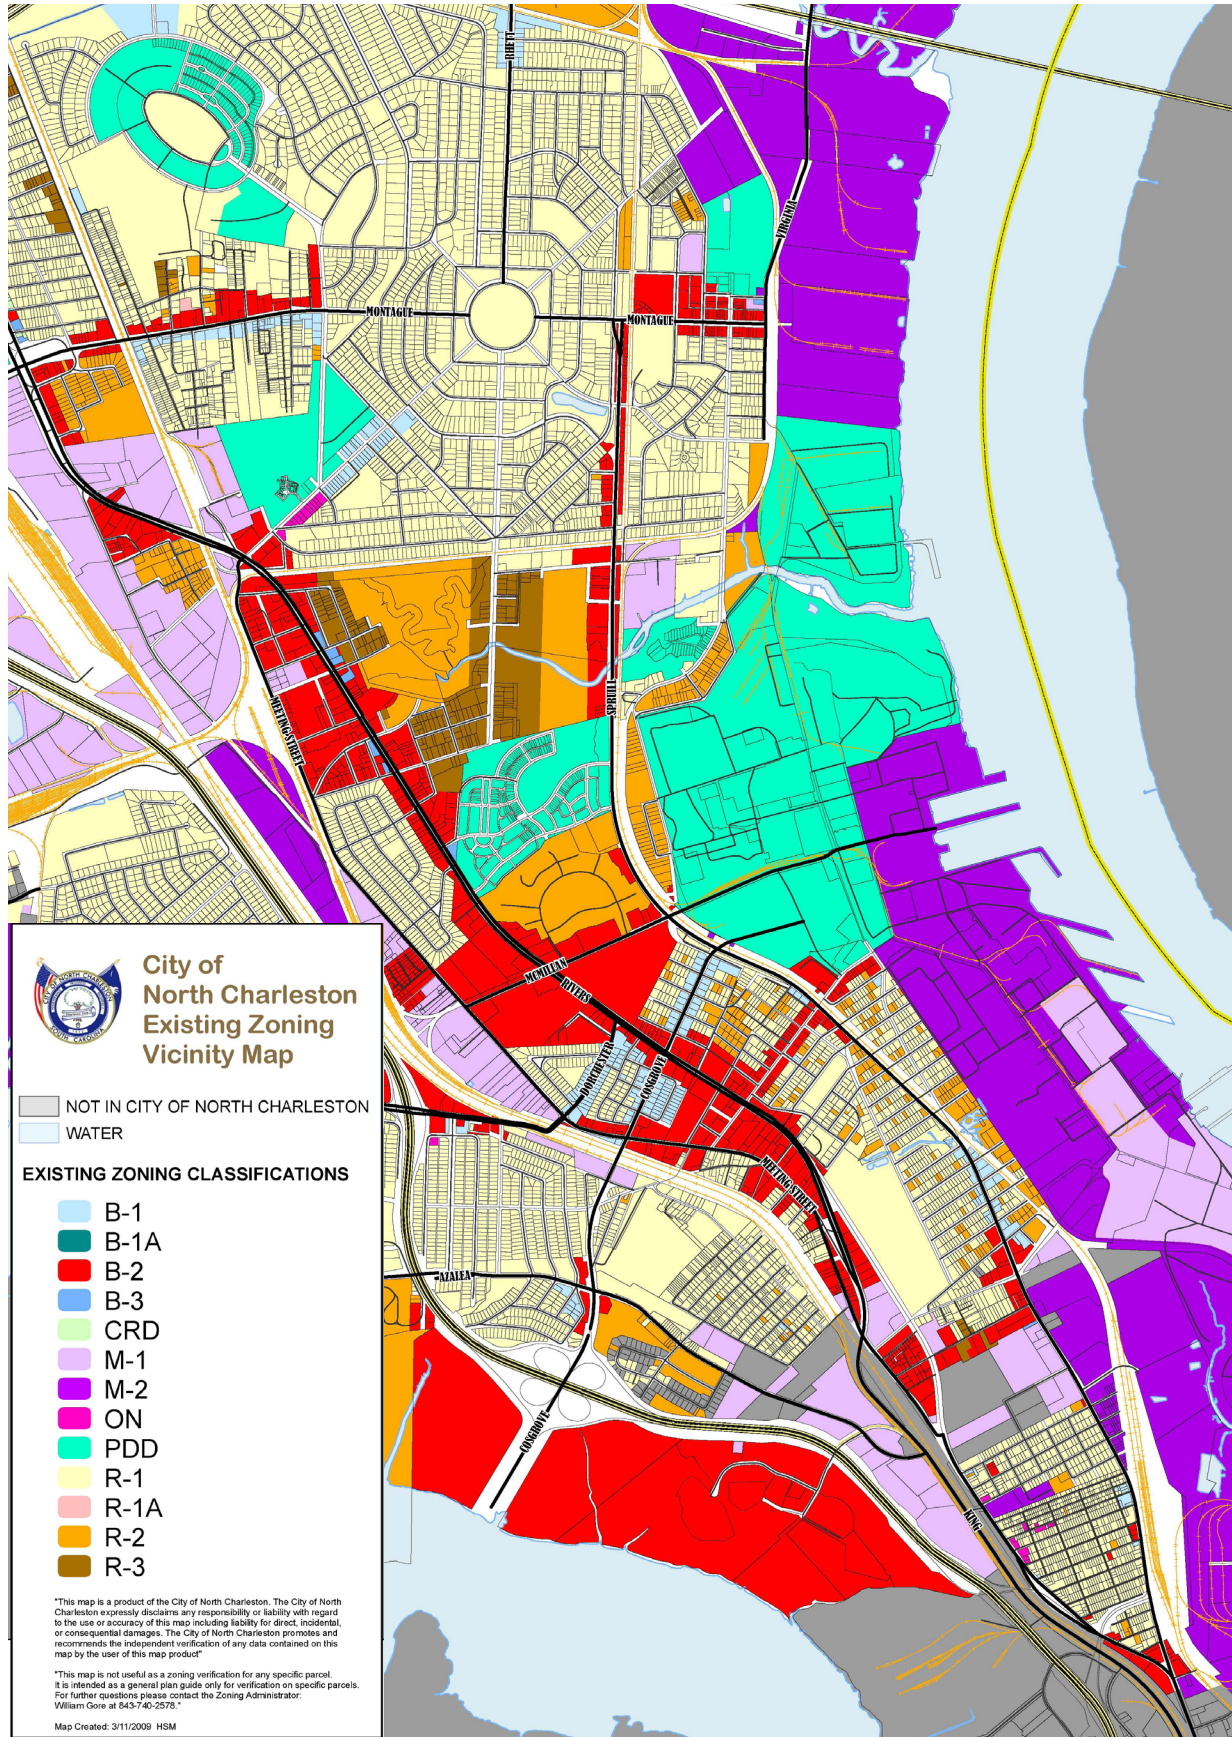 RHETT
VIRGINIA
MONTAGUE
MONTAGUE
SPRUILL
MEETING STREET
MCMILLAN
RIVERS
DORCHESTER
COSGROVE
MEETING STREET
AZALEA
COSGROVE
KING
CITY OF NORTH CHARLESTON
SOUTH CAROLINA
City of
North Charleston
Existing Zoning
Vicinity Map
NOT IN CITY OF NORTH CHARLESTON
WATER
EXISTING ZONING CLASSIFICATIONS
B-1
B-1A
B-2
B-3
CRD
M-1
M-2
ON
PDD
R-1
R-1A
R-2
R-3
"This map is a product of the City of North Charleston. The City of North
Charleston expressly disclaims any responsibility or liability with regard
to the use or accuracy of this map including liability for direct, incidental,
or consequential damages. The City of North Charleston promotes and
recommends the independent verification of any data contained on this
map by the user of this map product"
"This map is not useful as a zoning verification for any specific parcel.
It is intended as a general plan guide only for verification on specific parcels.
For further questions please contact the Zoning Administrator:
William Gore at 843-740-2578."
Map Created: 3/11/2009 HSM